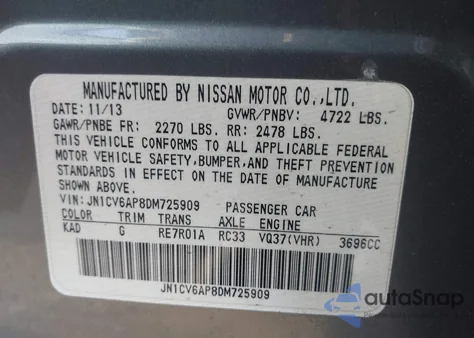 MANUFACTURED BY NISSAN MOTOR CO.,LTD.
DATE: 11/13 GVWR/PNBV: 4722 LBS.
GAWR/PNBE FR: 2270 LBS. RR: 2478 LBS.
THIS VEHICLE CONFORMS TO ALL APPLICABLE FEDERAL
MOTOR VEHICLE SAFETY, BUMPER, AND THEFT PREVENTION
STANDARDS IN EFFECT ON THE DATE OF MANUFACTURE
SHOWN ABOVE.
VIN: JN1CV6AP8DM725909 PASSENGER CAR
COLOR TRIM TRANS AXLE ENGINE
KAD G RE7R01A RC33 VQ37(VHR) 3696CC
JN1CV6AP8DM725909
autoSnap